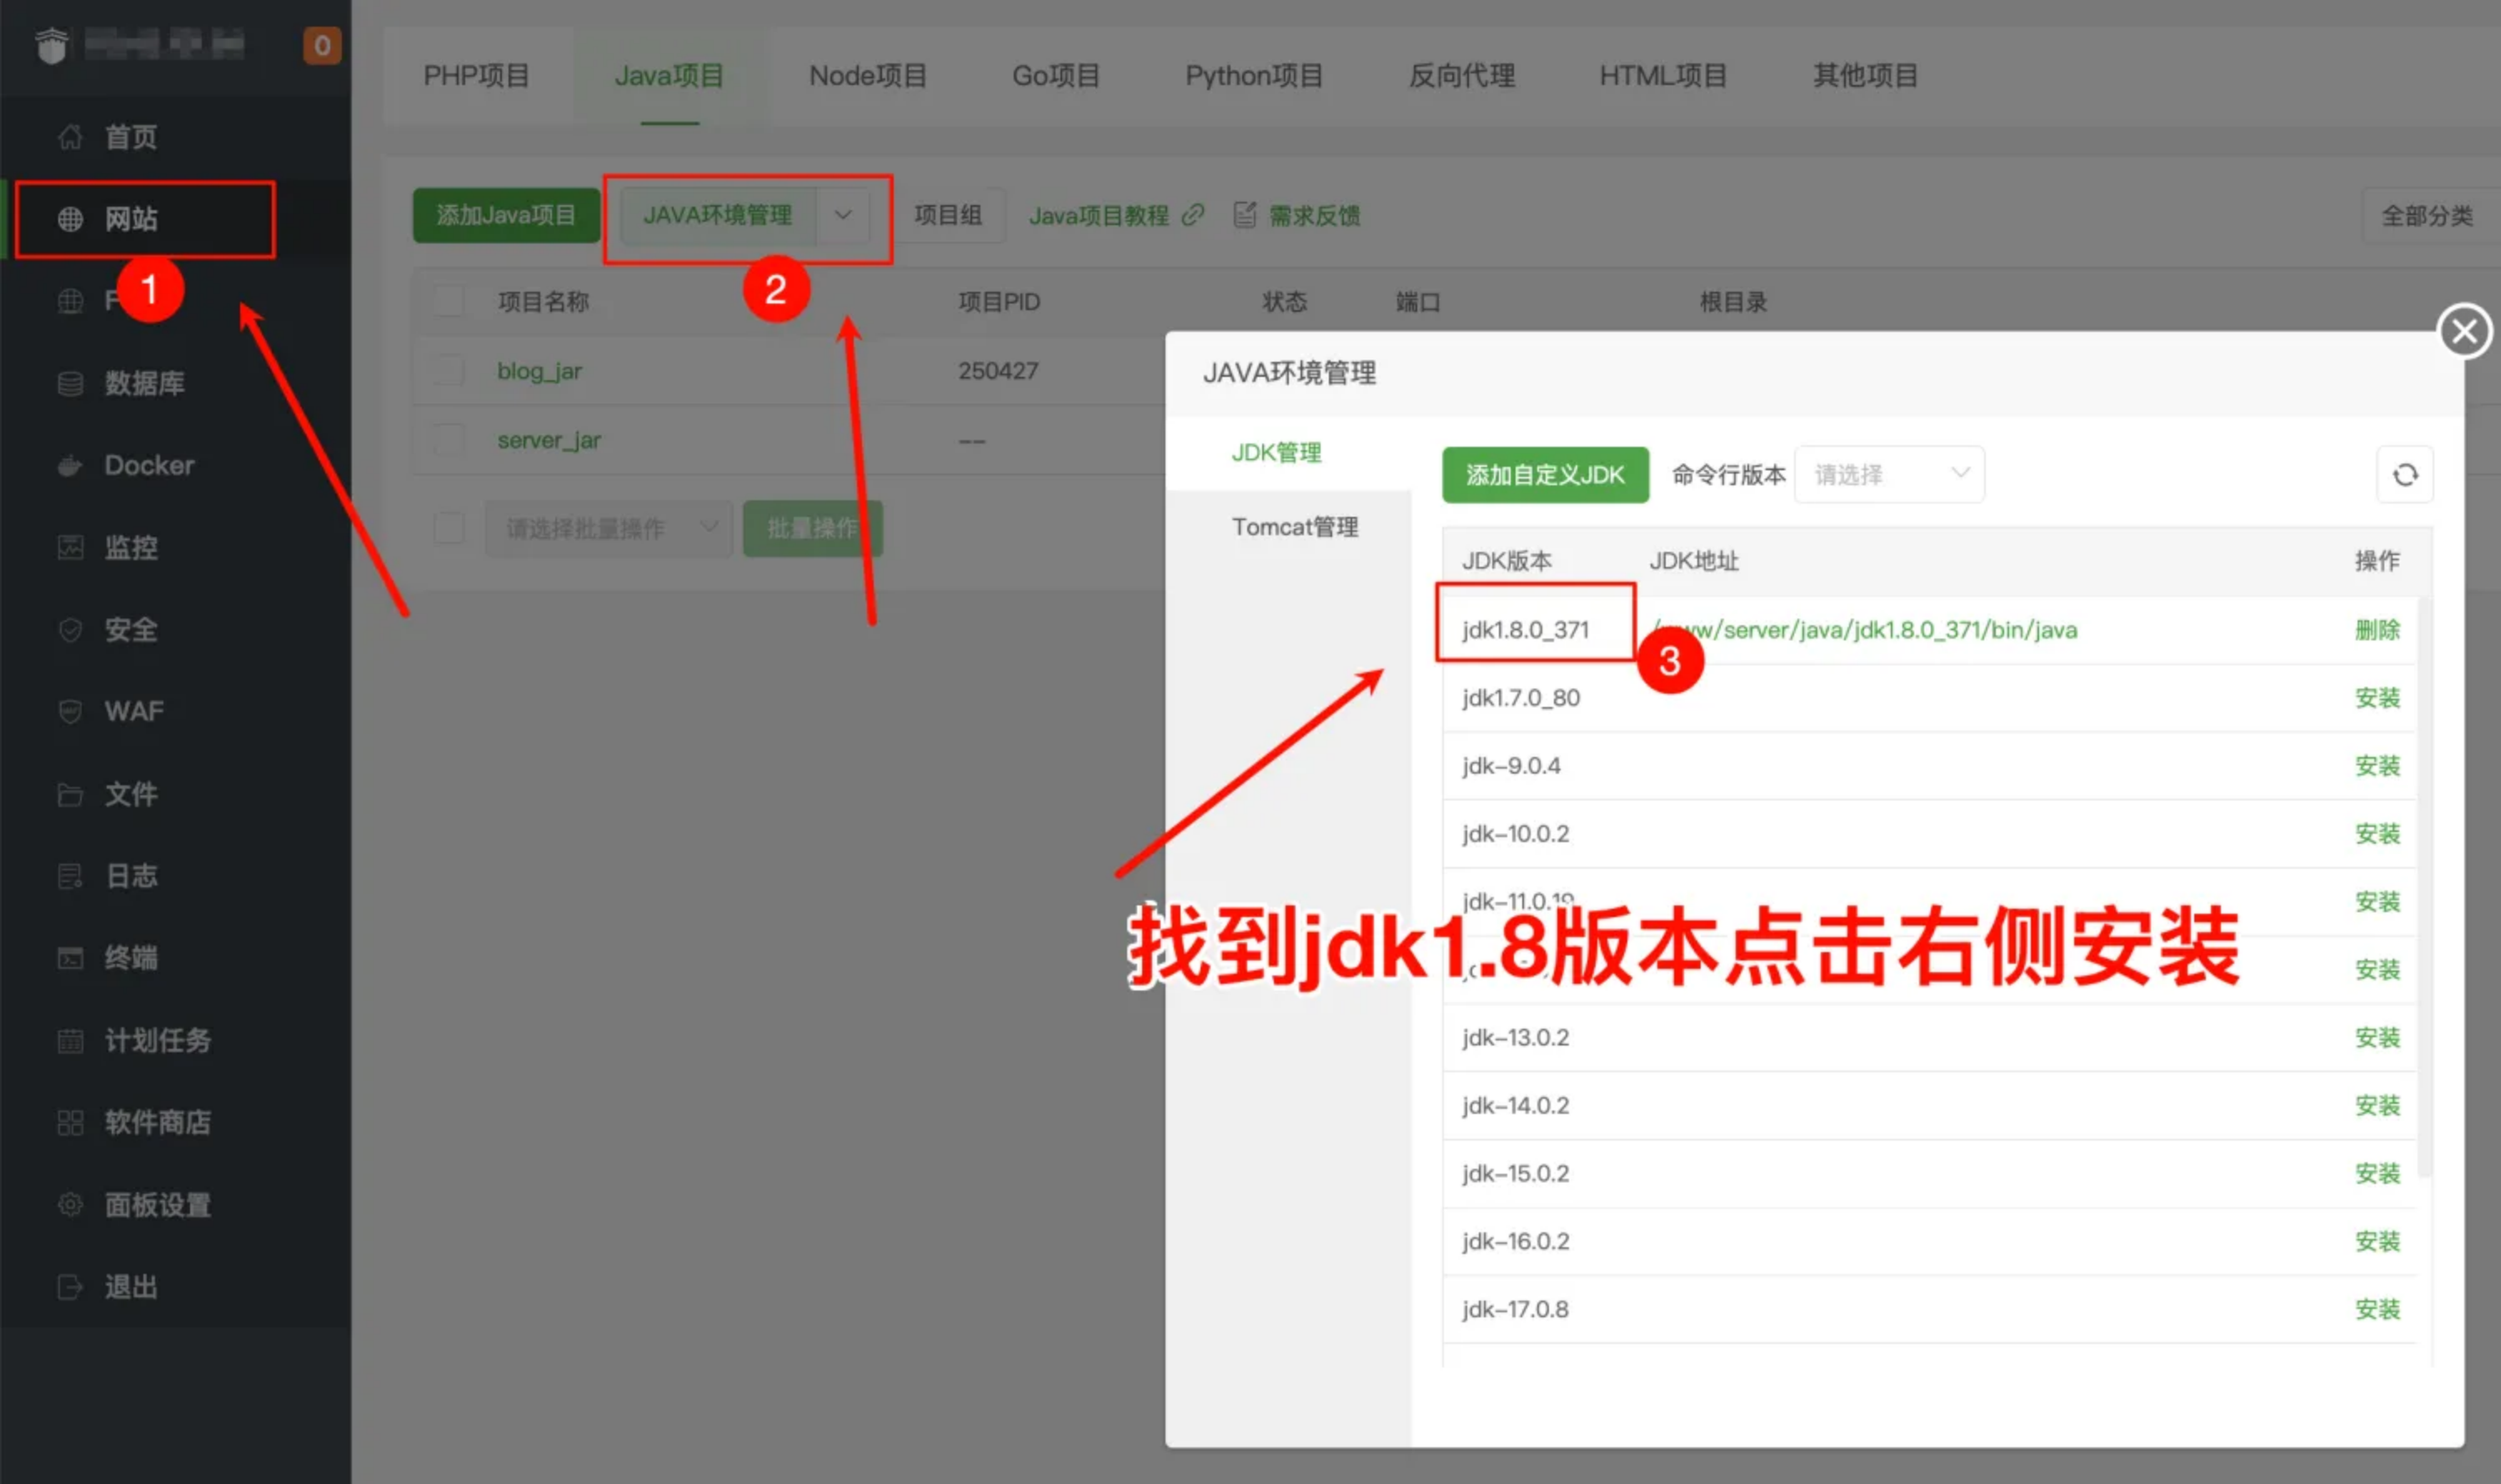 0
首页
网站
1
F
数据库
Docker
监控
安全
WAF
文件
日志
终端
计划任务
软件商店
面板设置
退出
PHP项目 Java项目 Node项目 Go项目 Python项目 反向代理 HTML项目 其他项目
添加Java项目 JAVA环境管理 项目组 Java项目教程 需求反馈 全部分类
2
项目名称 项目PID 状态 端口 根目录
blog_jar 250427
server_jar --
请选择批量操作 批量操作
JAVA环境管理
JDK管理
Tomcat管理
添加自定义JDK 命令行版本 请选择
JDK版本 JDK地址 操作
jdk1.8.0_371 /www/server/java/jdk1.8.0_371/bin/java 删除
3
jdk1.7.0_80 安装
jdk-9.0.4 安装
jdk-10.0.2 安装
jdk-11.0.19 安装
找到jdk1.8版本点击右侧安装
安装
jdk-13.0.2 安装
jdk-14.0.2 安装
jdk-15.0.2 安装
jdk-16.0.2 安装
jdk-17.0.8 安装